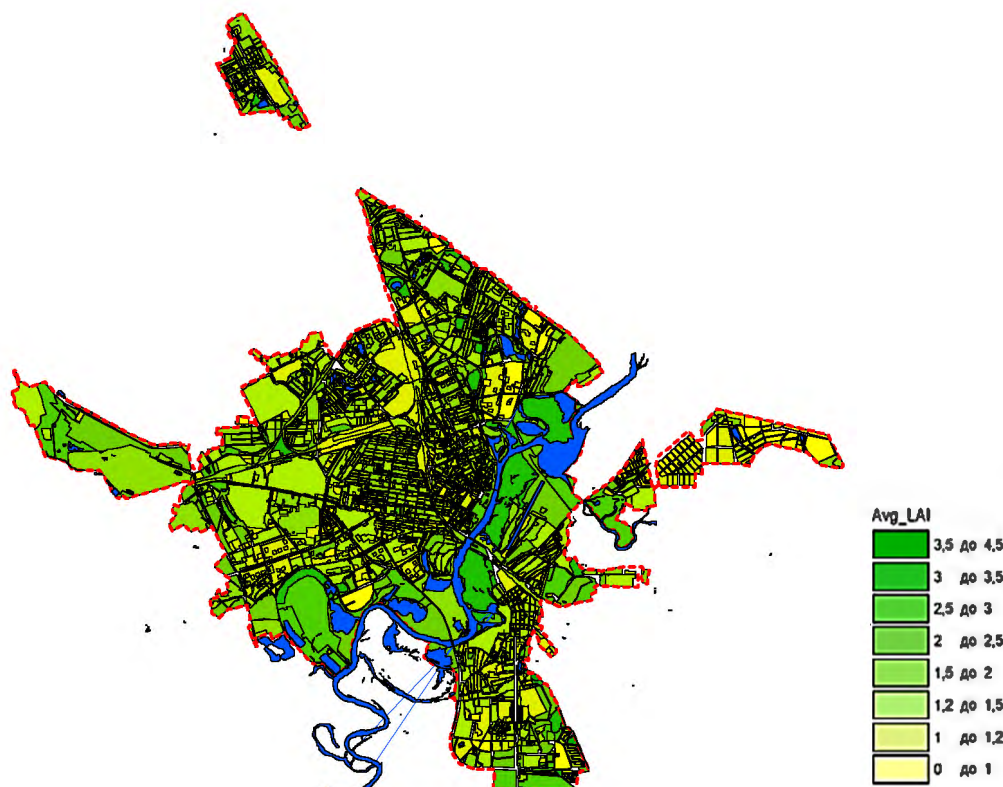 Avg_LAI
3,5 до 4,5
3 до 3,5
2,5 до 3
2 до 2,5
1,5 до 2
1,2 до 1,5
1 до 1,2
0 до 1